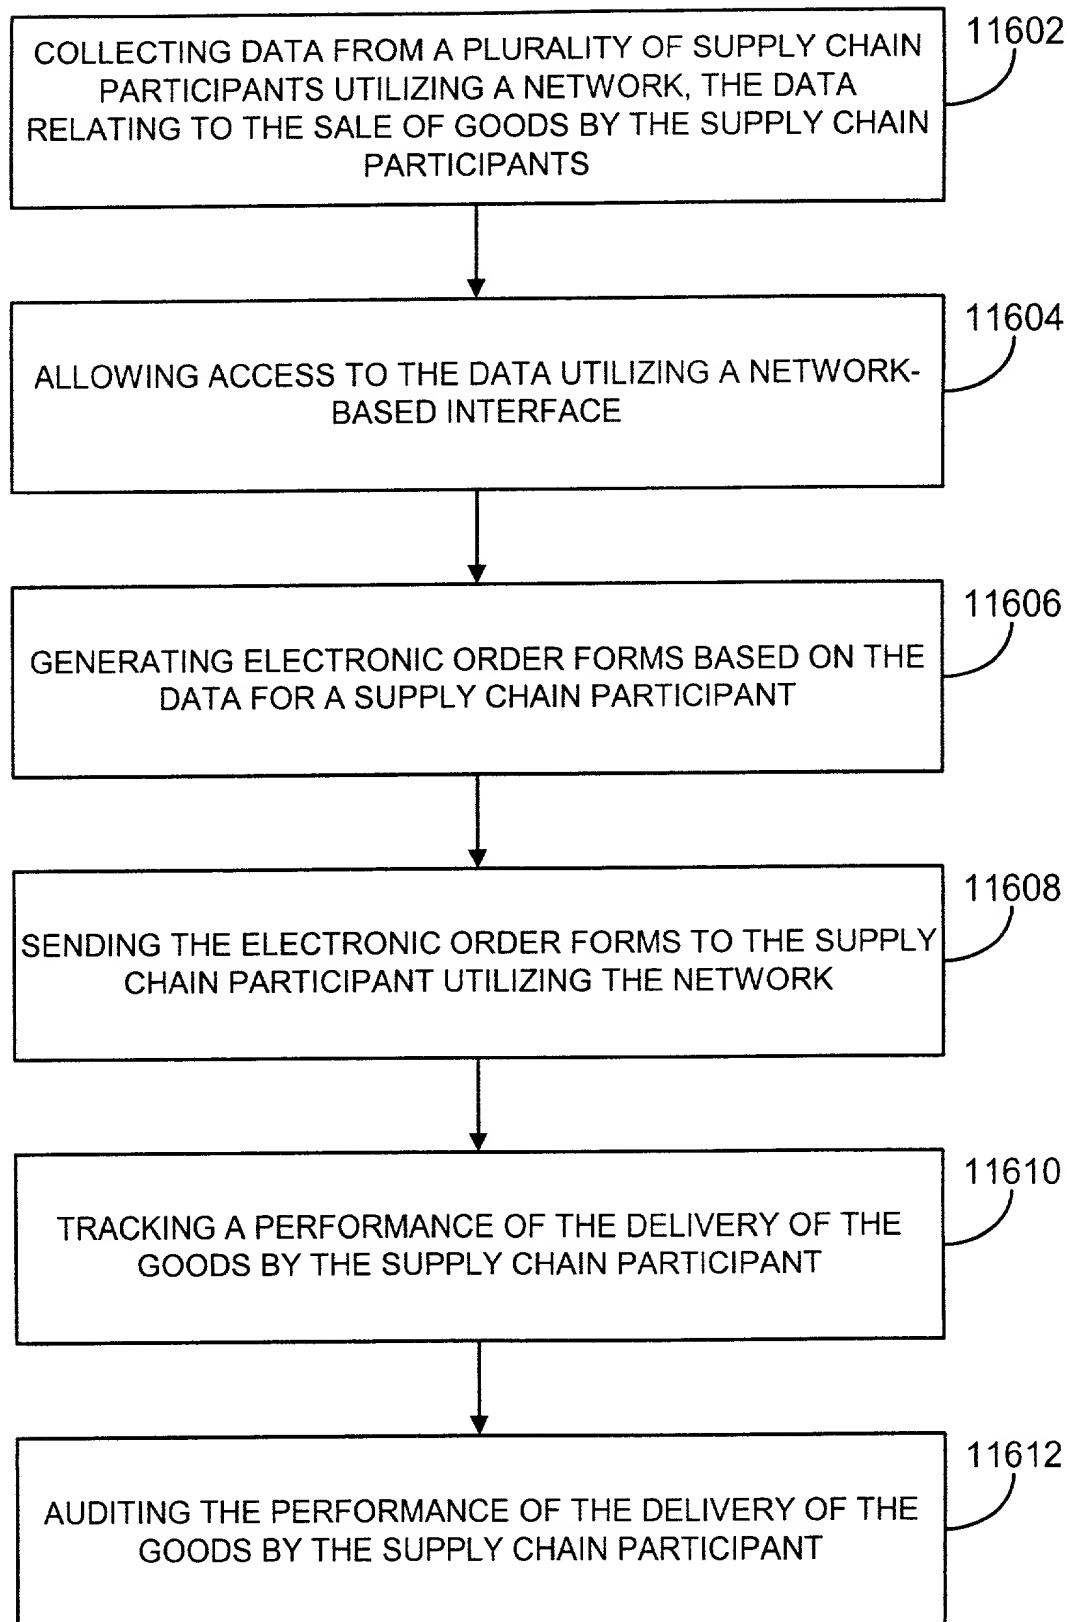 11602
COLLECTING DATA FROM A PLURALITY OF SUPPLY CHAIN
PARTICIPANTS UTILIZING A NETWORK, THE DATA
RELATING TO THE SALE OF GOODS BY THE SUPPLY CHAIN
PARTICIPANTS
11604
ALLOWING ACCESS TO THE DATA UTILIZING A NETWORK-
BASED INTERFACE
11606
GENERATING ELECTRONIC ORDER FORMS BASED ON THE
DATA FOR A SUPPLY CHAIN PARTICIPANT
11608
SENDING THE ELECTRONIC ORDER FORMS TO THE SUPPLY
CHAIN PARTICIPANT UTILIZING THE NETWORK
11610
TRACKING A PERFORMANCE OF THE DELIVERY OF THE
GOODS BY THE SUPPLY CHAIN PARTICIPANT
11612
AUDITING THE PERFORMANCE OF THE DELIVERY OF THE
GOODS BY THE SUPPLY CHAIN PARTICIPANT